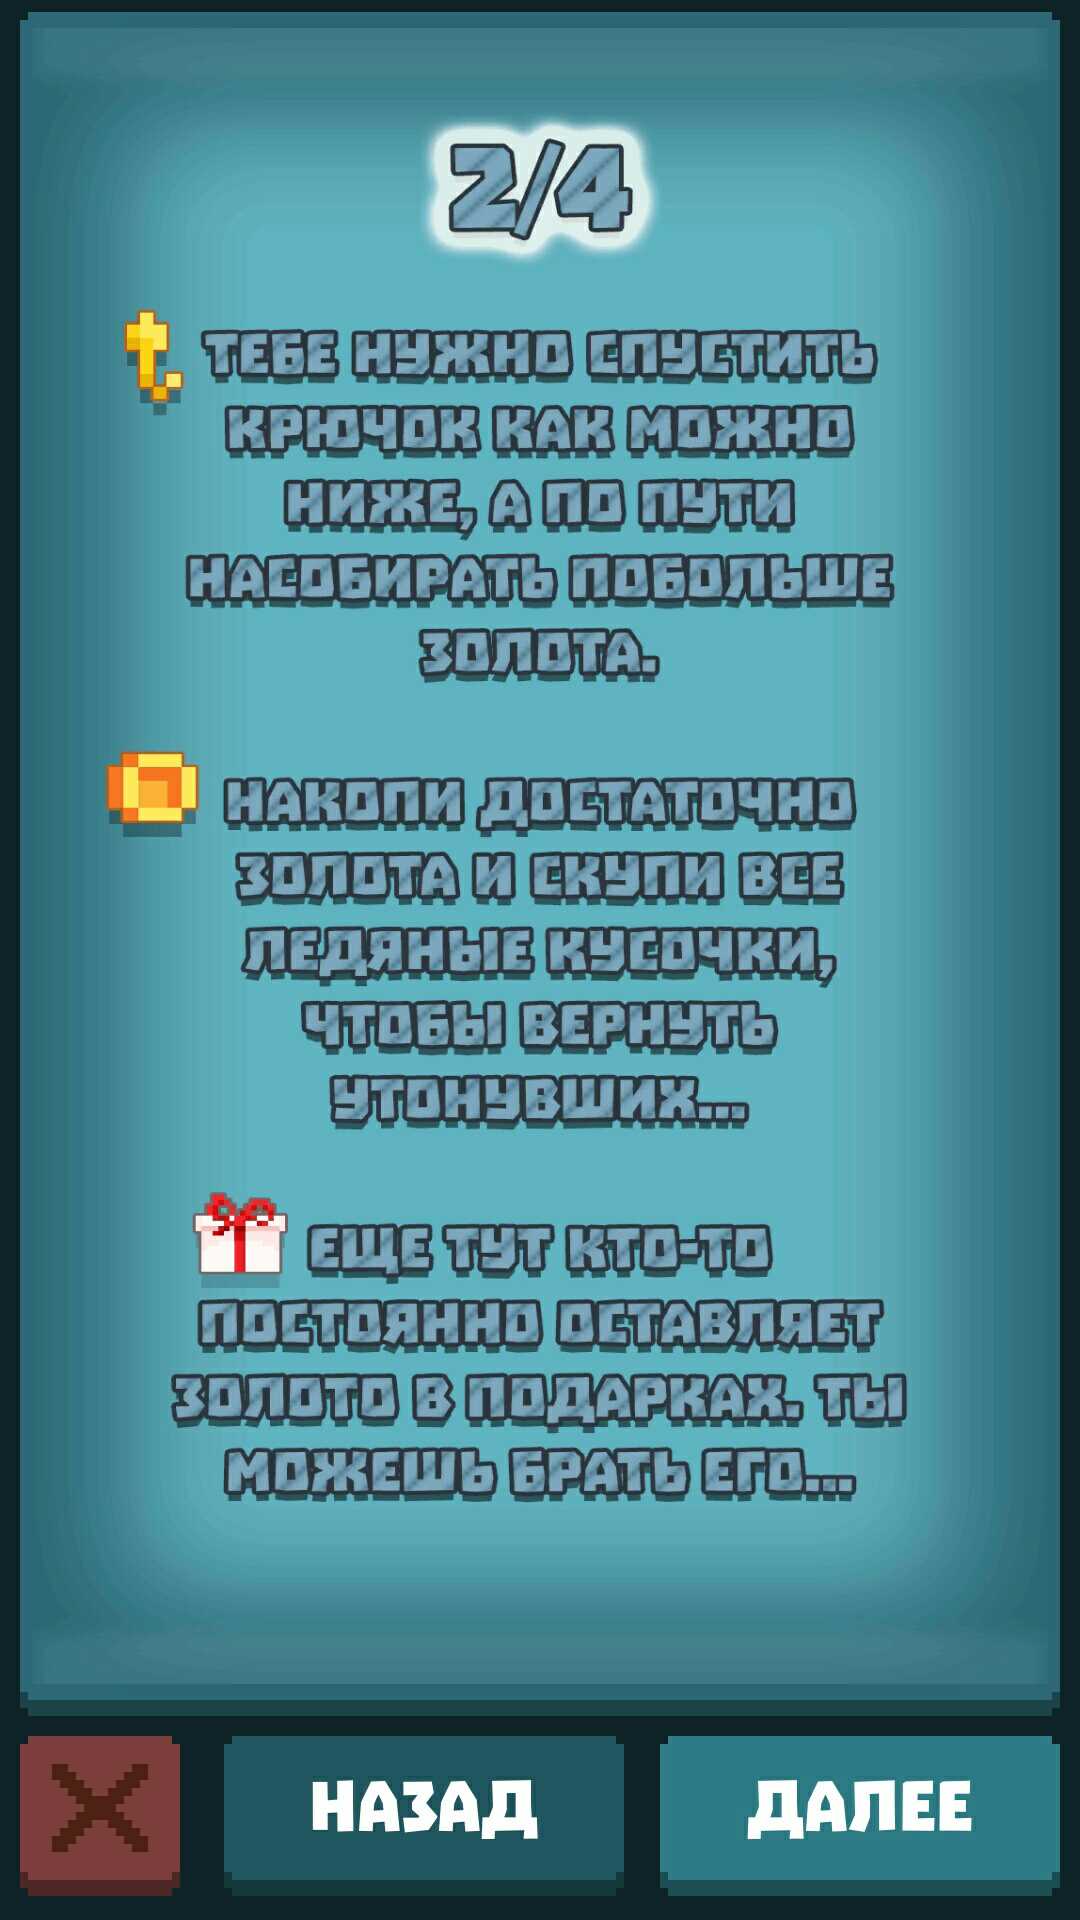 2/4
ТЕБЕ НУЖНО СПУСТИТЬ
КРЮЧОК КАК МОЖНО
НИЖЕ, А ПО ПУТИ
НАСОБИРАТЬ ПОБОЛЬШЕ
ЗОЛОТА.
НАКОПИ ДОСТАТОЧНО
ЗОЛОТА И СКУПИ ВСЕ
ЛЕДЯНЫЕ КУСОЧКИ,
ЧТОБЫ ВЕРНУТЬ
УТОНУВШИХ...
ЕЩЕ ТУТ КТО-ТО
ПОСТОЯННО ОСТАВЛЯЕТ
ЗОЛОТО В ПОДАРКАХ. ТЫ
МОЖЕШЬ БРАТЬ ЕГО...
НАЗАД
ДАЛЕЕ